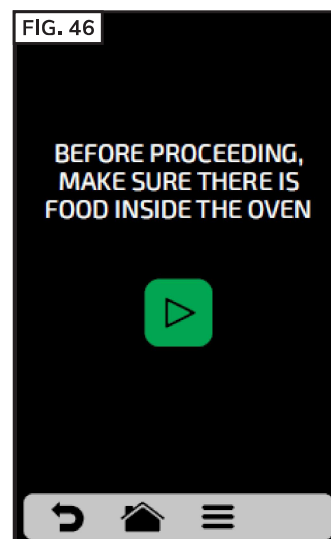 FIG. 46
BEFORE PROCEEDING,
MAKE SURE THERE IS
FOOD INSIDE THE OVEN